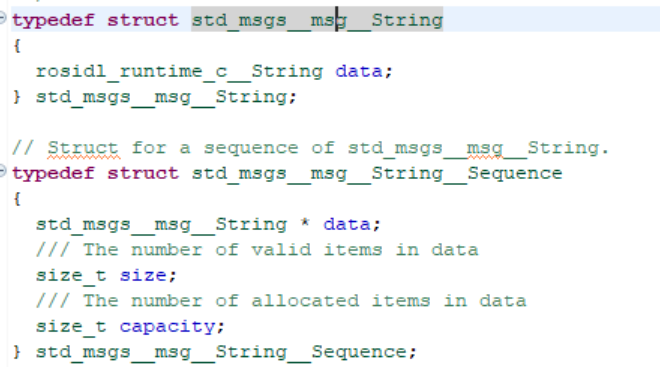 typedef struct std_msgs__msg__String
{
  rosidl_runtime_c__String data;
} std_msgs__msg__String;

// Struct for a sequence of std_msgs__msg__String.
typedef struct std_msgs__msg__String__Sequence
{
  std_msgs__msg__String * data;
  /// The number of valid items in data
  size_t size;
  /// The number of allocated items in data
  size_t capacity;
} std_msgs__msg__String__Sequence;